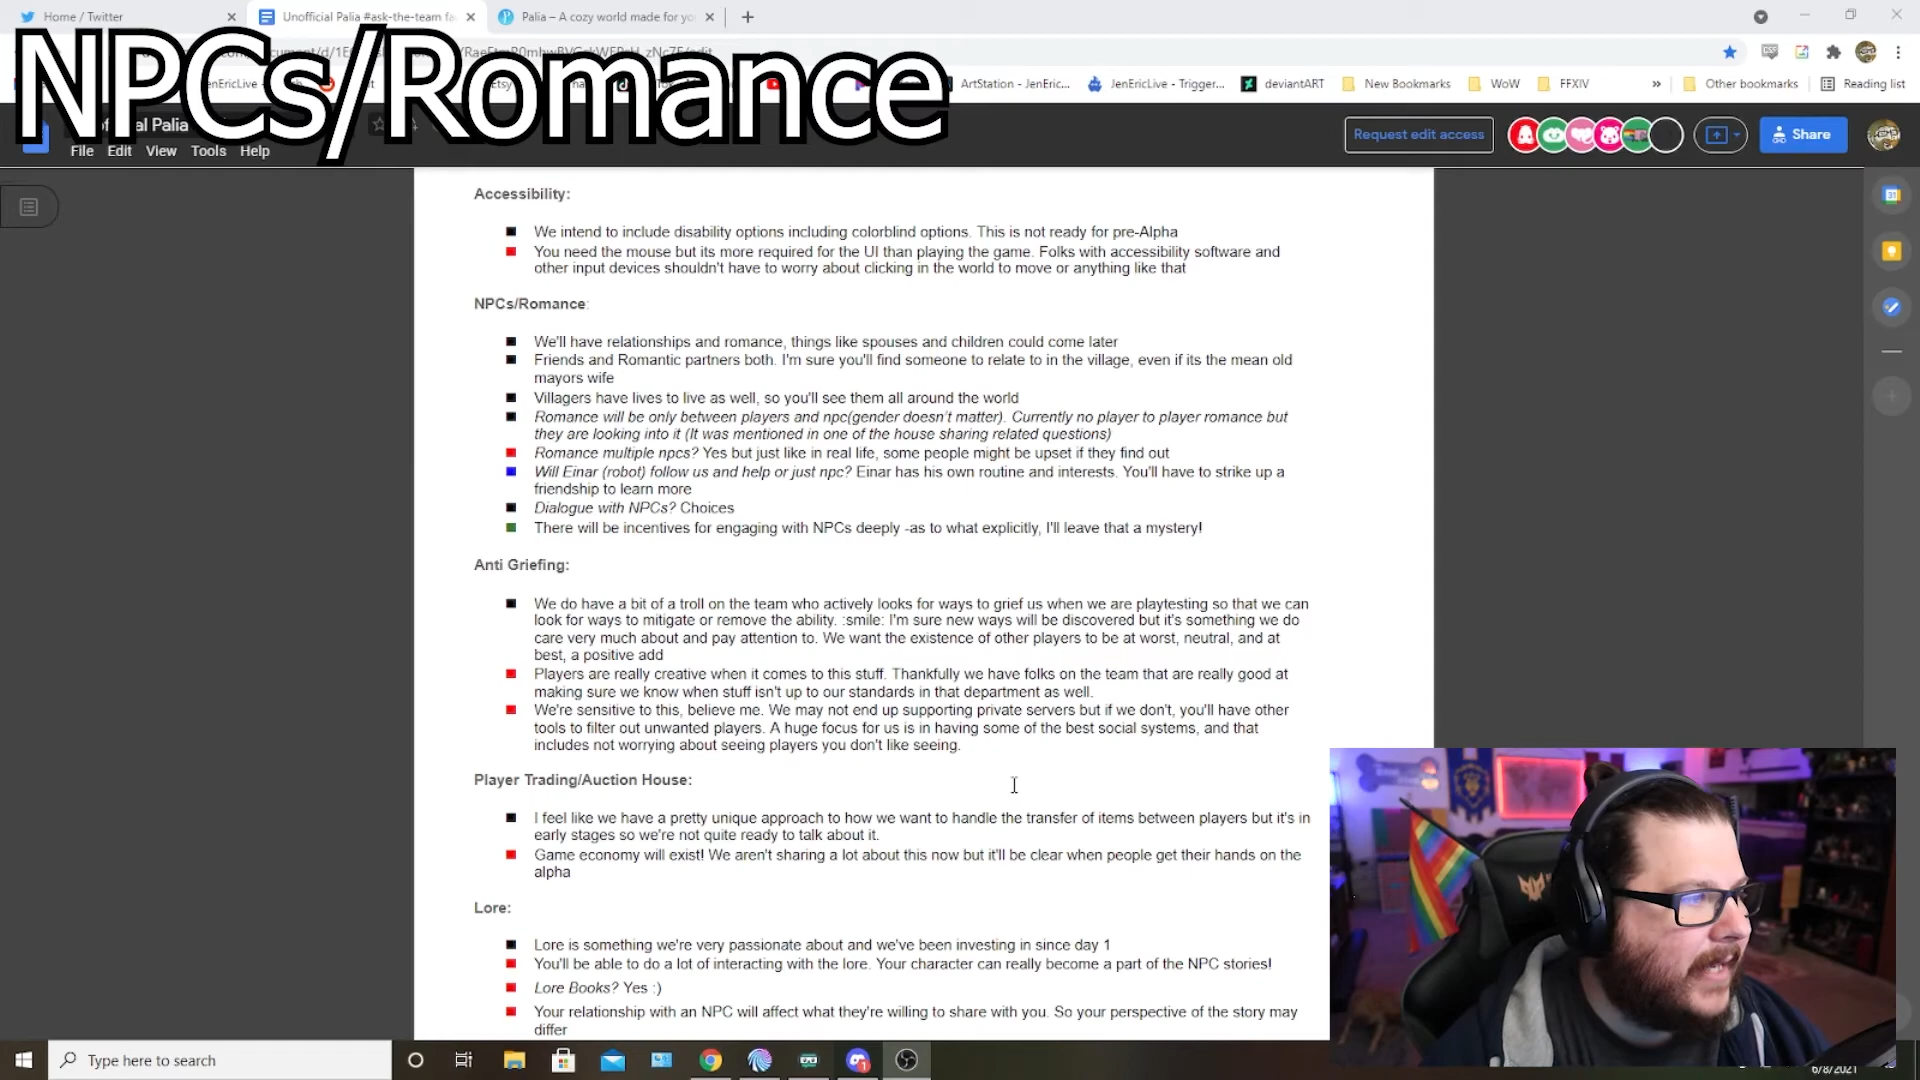 Home / Twitter
Unofficial Palia #ask-the-team fa
Palia – A cozy world made for yo
NPCs/Romance
ArtStation - JenEric...
JenEricLive - Trigger...
deviantART
New Bookmarks
WoW
FFXIV
Other bookmarks
Reading list
Palia
File Edit View Tools Help
Request edit access
Share
Accessibility:
We intend to include disability options including colorblind options. This is not ready for pre-Alpha
You need the mouse but its more required for the UI than playing the game. Folks with accessibility software and
other input devices shouldn't have to worry about clicking in the world to move or anything like that
NPCs/Romance:
We'll have relationships and romance, things like spouses and children could come later
Friends and Romantic partners both. I'm sure you'll find someone to relate to in the village, even if its the mean old
mayors wife
Villagers have lives to live as well, so you'll see them all around the world
Romance will be only between players and npc(gender doesn't matter). Currently no player to player romance but
they are looking into it (It was mentioned in one of the house sharing related questions)
Romance multiple npcs? Yes but just like in real life, some people might be upset if they find out
Will Einar (robot) follow us and help or just npc? Einar has his own routine and interests. You'll have to strike up a
friendship to learn more
Dialogue with NPCs? Choices
There will be incentives for engaging with NPCs deeply -as to what explicitly, I'll leave that a mystery!
Anti Griefing:
We do have a bit of a troll on the team who actively looks for ways to grief us when we are playtesting so that we can
look for ways to mitigate or remove the ability. :smile: I'm sure new ways will be discovered but it's something we do
care very much about and pay attention to. We want the existence of other players to be at worst, neutral, and at
best, a positive add
Players are really creative when it comes to this stuff. Thankfully we have folks on the team that are really good at
making sure we know when stuff isn't up to our standards in that department as well.
We're sensitive to this, believe me. We may not end up supporting private servers but if we don't, you'll have other
tools to filter out unwanted players. A huge focus for us is in having some of the best social systems, and that
includes not worrying about seeing players you don't like seeing.
Player Trading/Auction House:
I feel like we have a pretty unique approach to how we want to handle the transfer of items between players but it's in
early stages so we're not quite ready to talk about it.
Game economy will exist! We aren't sharing a lot about this now but it'll be clear when people get their hands on the
alpha
Lore:
Lore is something we're very passionate about and we've been investing in since day 1
You'll be able to do a lot of interacting with the lore. Your character can really become a part of the NPC stories!
Lore Books? Yes :)
Your relationship with an NPC will affect what they're willing to share with you. So your perspective of the story may
differ
Type here to search
6/8/2021